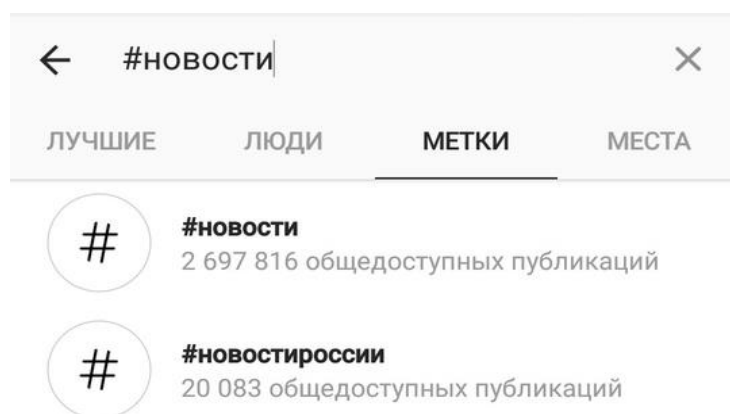 #новости
ЛУЧШИЕ ЛЮДИ МЕТКИ МЕСТА
#новости
2 697 816 общедоступных публикаций
#новостироссии
20 083 общедоступных публикаций